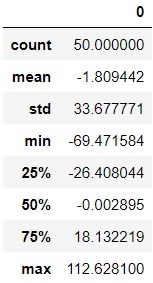 0
count 50.000000
mean -1.809442
std 33.677771
min -69.471584
25% -26.408044
50% -0.002895
75% 18.132219
max 112.628100